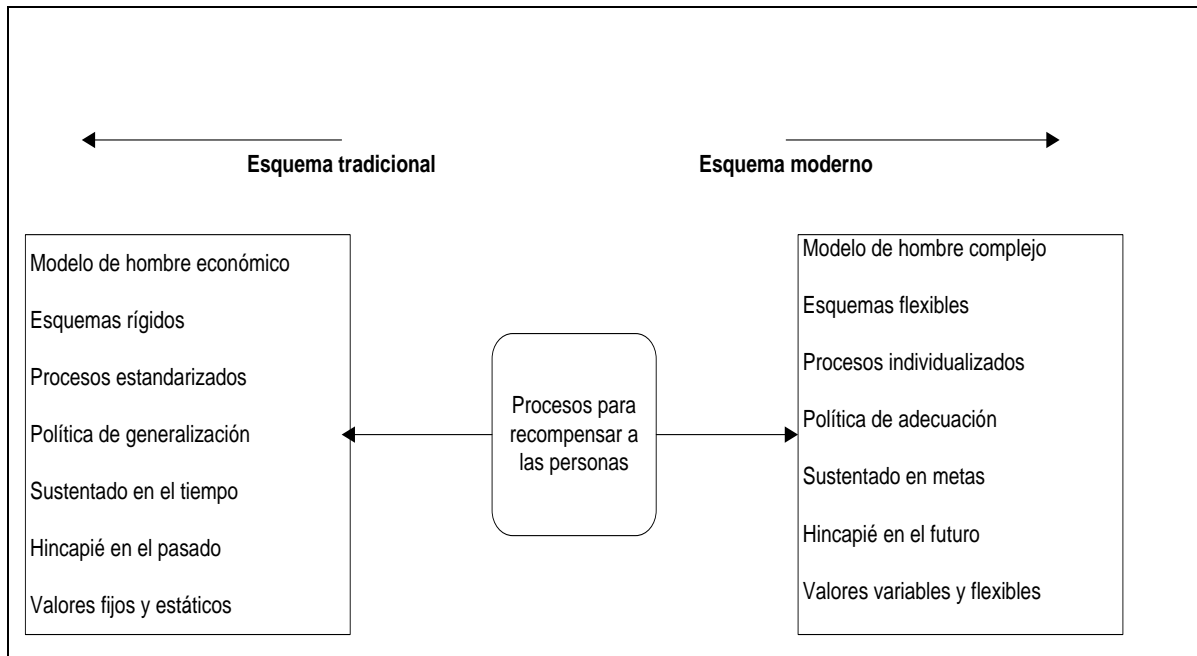 Esquema tradicional
Esquema moderno
Modelo de hombre económico
Esquemas rígidos
Procesos estandarizados
Política de generalización
Sustentado en el tiempo
Hincapié en el pasado
Valores fijos y estáticos
Procesos para
recompensar a
las personas
Modelo de hombre complejo
Esquemas flexibles
Procesos individualizados
Política de adecuación
Sustentado en metas
Hincapié en el futuro
Valores variables y flexibles